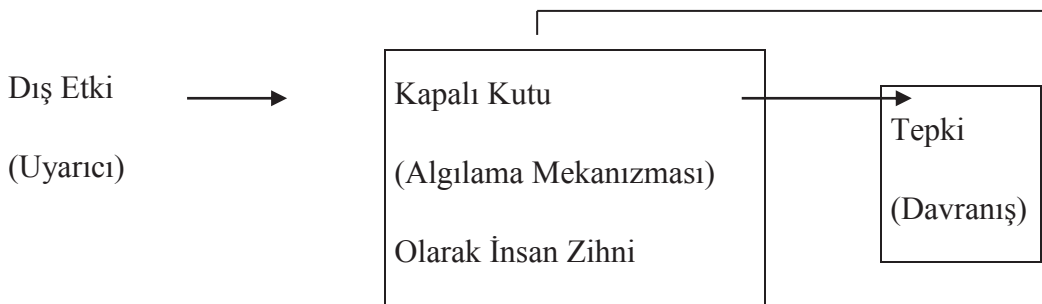 Dış Etki
(Uyarıcı)
Kapalı Kutu
(Algılama Mekanızması)
Olarak İnsan Zihni
Tepki
(Davranış)